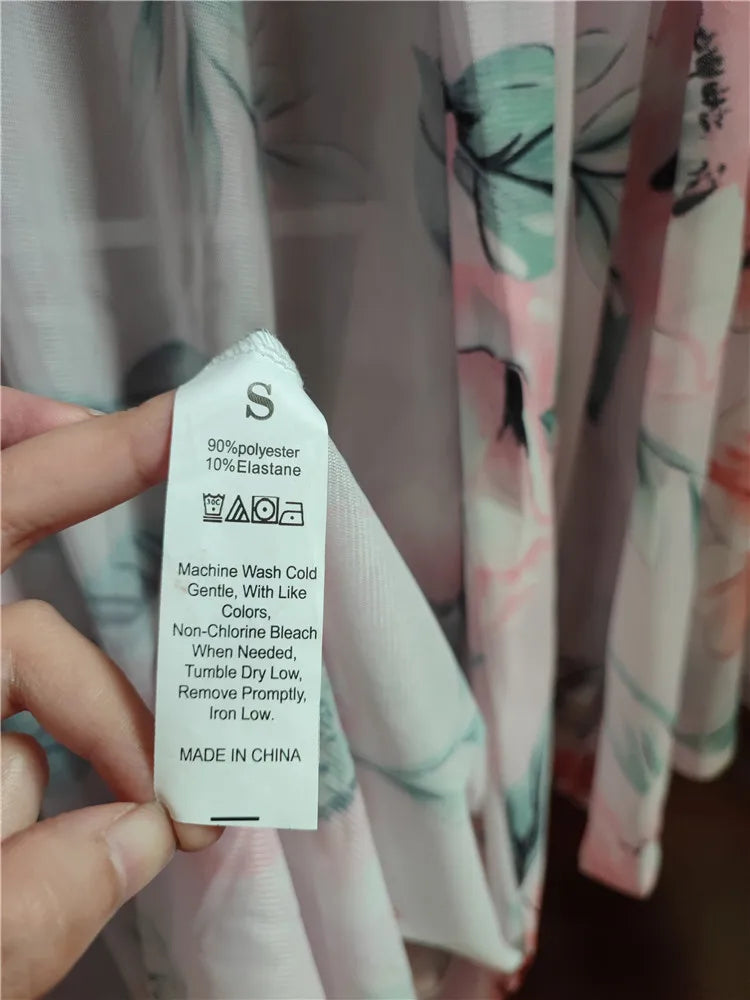 S
90%polyester
10%Elastane
30C
Machine Wash Cold
Gentle, With Like
Colors,
Non-Chlorine Bleach
When Needed,
Tumble Dry Low,
Remove Promptly,
Iron Low.
MADE IN CHINA